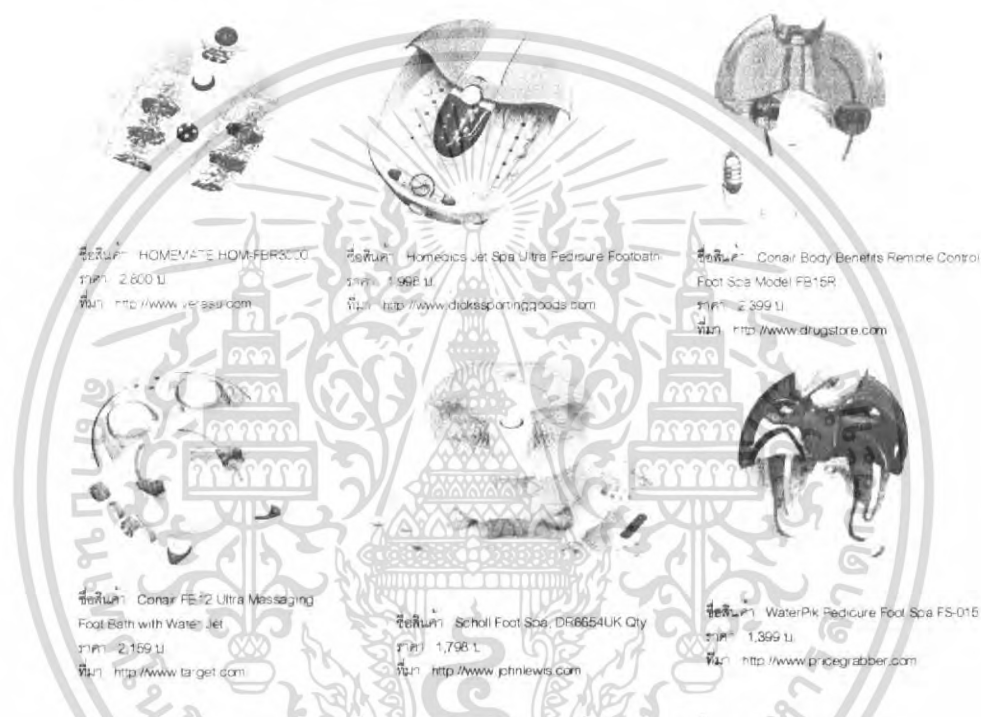 ชื่อสินค้า HOMEMATE HOM-FBR3000
ราคา 2,800
ที่มา http://www
ชื่อสินค้า Homedics Jet Spa Ultra Pedisure Footbath
ราคา 1,998 บ.
ที่มา http://www.dickssportinggoods.com
ชื่อสินค้า Conair Body Benefits Remote Control
Foot Spa Model FB15R
ราคา 2,399 บ.
ที่มา http://www.drugstore.com
ชื่อสินค้า Conair FB12 Ultra Massaging
Foot Bath with Water Jet
ราคา 2,159 บ.
ที่มา http://www.target.com
ชื่อสินค้า Scholl Foot Spa, DR6654UK Qty
ราคา 1,798 บ.
ที่มา http://www.johnlewis.com
ชื่อสินค้า WaterPik Pedicure Foot Spa FS-015
ราคา 1,399 บ.
ที่มา http://www.pricegrabber.com